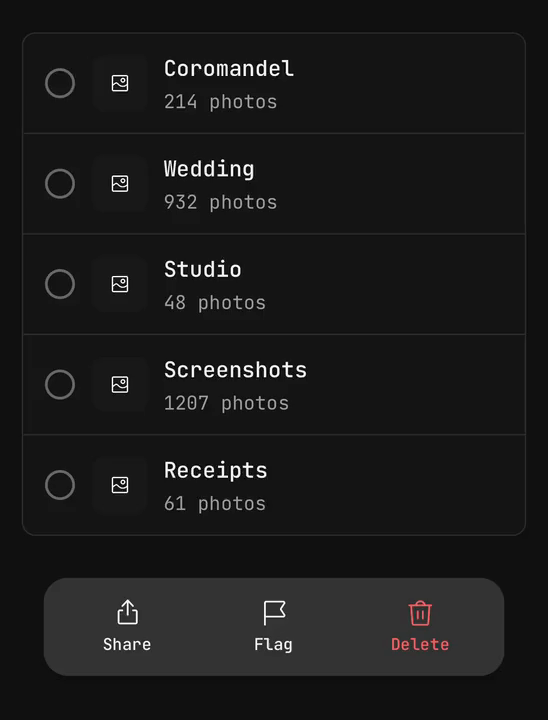 Coromandel
214 photos
Wedding
932 photos
Studio
48 photos
Screenshots
1207 photos
Receipts
61 photos
Share
Flag
Delete